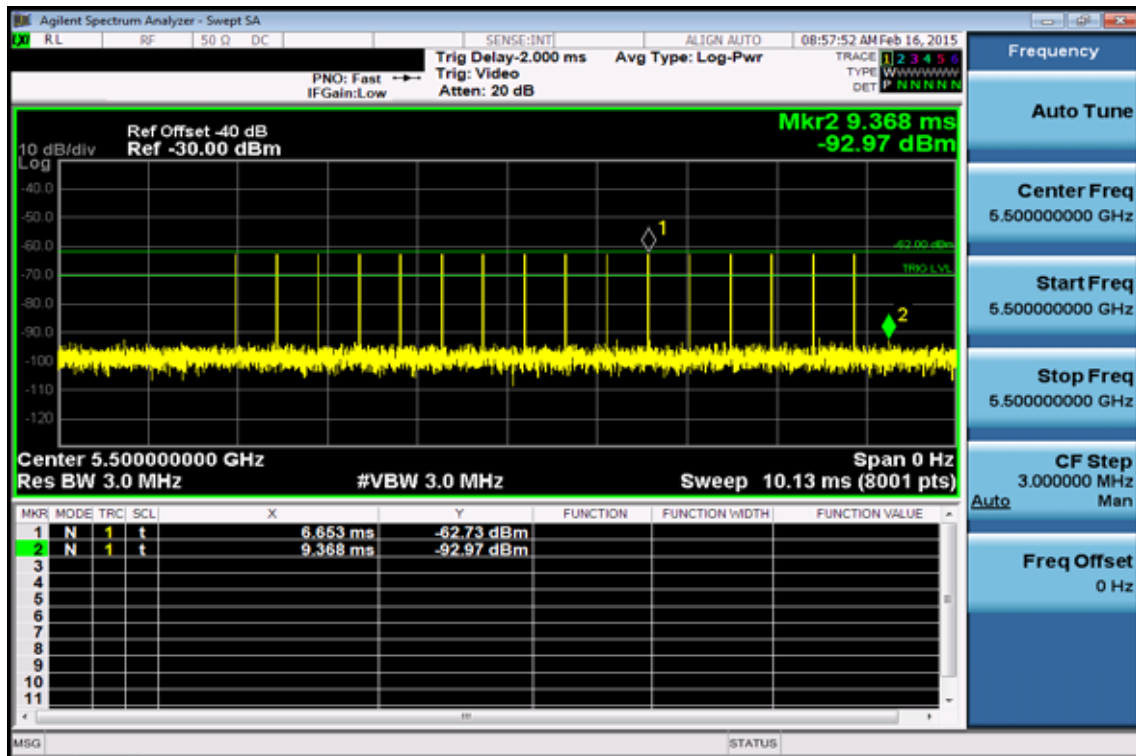 Agilent Spectrum Analyzer - Swept SA
RL RF 50 Ω DC SENSE:INT ALIGN AUTO 08:57:52 AM Feb 16, 2015
Trig Delay-2.000 ms Avg Type: Log-Pwr TRACE 1 2 3 4 5 6
PNO: Fast Trig: Video TYPE WWWWWWW
IFGain:Low Atten: 20 dB DET P N N N N N
Frequency
Auto Tune
Center Freq
5.500000000 GHz
Start Freq
5.500000000 GHz
Stop Freq
5.500000000 GHz
CF Step
3.000000 MHz
Auto Man
Freq Offset
0 Hz
Mkr2 9.368 ms
-92.97 dBm
Ref Offset -40 dB
10 dB/div Ref -30.00 dBm
Log
-40.0
-50.0
1
-60.0
-62.00 dBm
TRIG LVL
-70.0
-80.0
2
-90.0
-100
-110
-120
Center 5.500000000 GHz Span 0 Hz
Res BW 3.0 MHz #VBW 3.0 MHz Sweep 10.13 ms (8001 pts)
MKR MODE TRC SCL X Y FUNCTION FUNCTION WIDTH FUNCTION VALUE
1 N 1 t 6.653 ms -62.73 dBm
2 N 1 t 9.368 ms -92.97 dBm
3
4
5
6
7
8
9
10
11
MSG STATUS